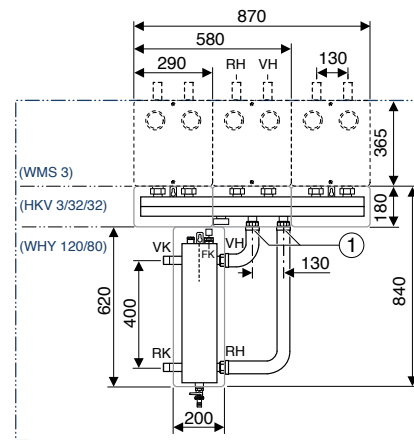 870
580
290
RH VH
130
365
(WMS 3)
(HKV 3/32/32)
180
(WHY 120/80)
VK
FK
VH
1
130
620
400
840
RK
RH
200